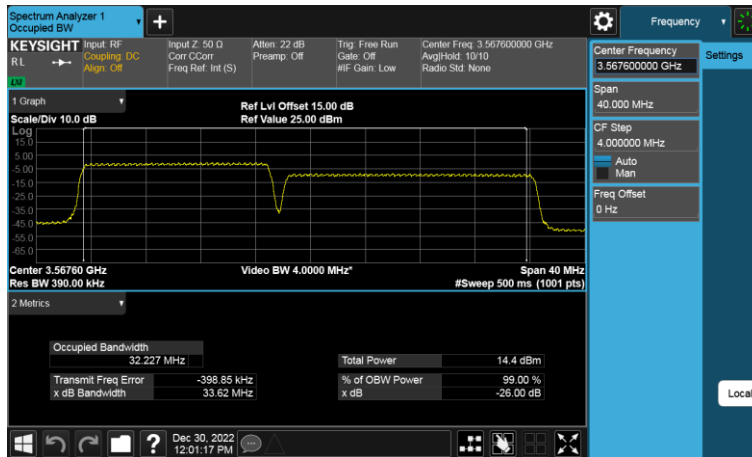 Spectrum Analyzer 1
Occupied BW
Frequency
KEYSIGHT
RL
LXI
Input: RF
Coupling: DC
Align: Off
Input Z: 50 Ω
Corr CCorr
Freq Ref: Int (S)
Atten: 22 dB
Preamp: Off
Trig: Free Run
Gate: Off
#IF Gain: Low
Center Freq: 3.567600000 GHz
Avg|Hold: 10/10
Radio Std: None
Center Frequency
3.567600000 GHz
Settings
Span
40.000 MHz
CF Step
4.000000 MHz
Auto
Man
Freq Offset
0 Hz
Local
1 Graph
Ref Lvl Offset 15.00 dB
Scale/Div 10.0 dB
Ref Value 25.00 dBm
Log
15.0
5.00
-5.00
-15.0
-25.0
-35.0
-45.0
-55.0
-65.0
Center 3.56760 GHz
Video BW 4.0000 MHz*
Span 40 MHz
Res BW 390.00 kHz
#Sweep 500 ms (1001 pts)
2 Metrics
Occupied Bandwidth
32.227 MHz
Total Power
14.4 dBm
Transmit Freq Error
-398.85 kHz
% of OBW Power
99.00 %
x dB Bandwidth
33.62 MHz
x dB
-26.00 dB
?
Dec 30, 2022
12:01:17 PM